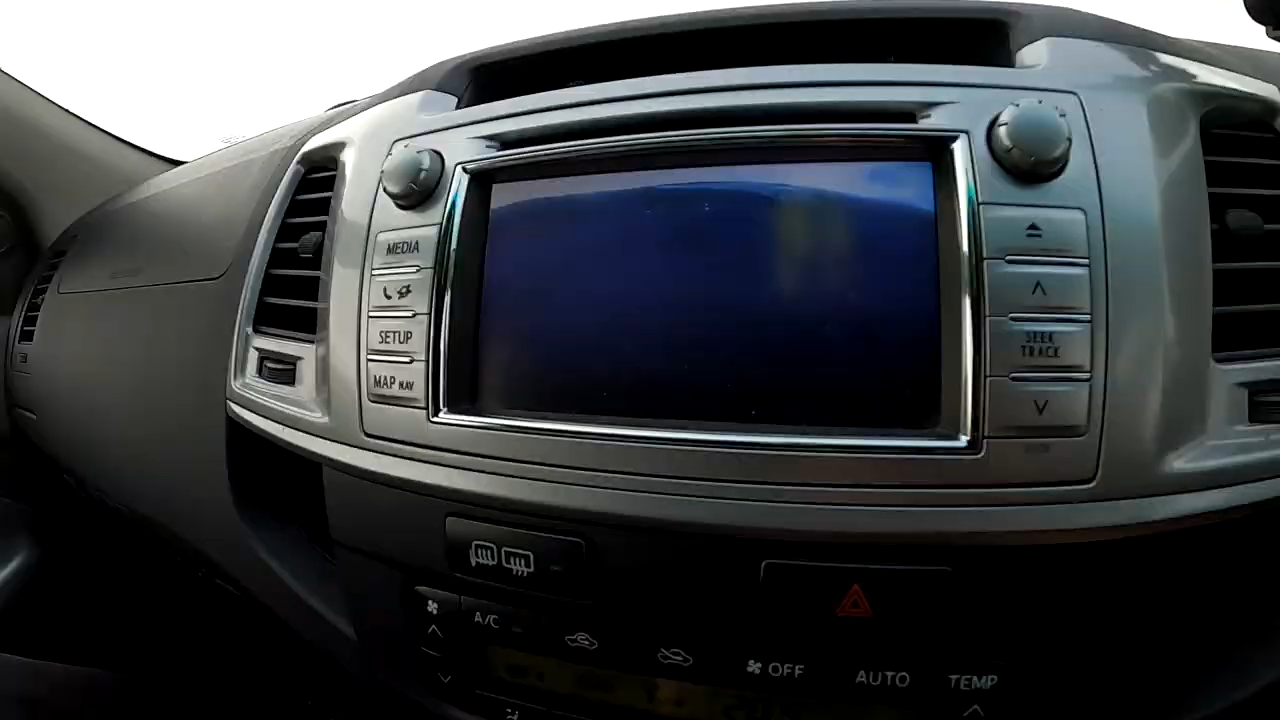 MEDIA
SETUP
MAP NAV
SEEK
TRACK
A/C
OFF
AUTO
TEMP